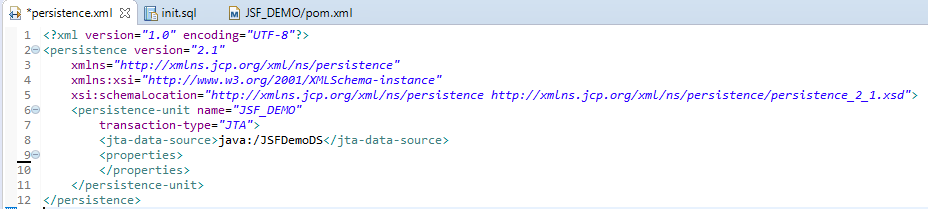 *persistence.xml init.sql JSF_DEMO/pom.xml
1 <?xml version="1.0" encoding="UTF-8"?>
2 <persistence version="2.1"
3 xmlns="http://xmlns.jcp.org/xml/ns/persistence"
4 xmlns:xsi="http://www.w3.org/2001/XMLSchema-instance"
5 xsi:schemaLocation="http://xmlns.jcp.org/xml/ns/persistence http://xmlns.jcp.org/xml/ns/persistence/persistence_2_1.xsd">
6 <persistence-unit name="JSF_DEMO"
7 transaction-type="JTA">
8 <jta-data-source>java:/JSFDemoDS</jta-data-source>
9 <properties>
10 </properties>
11 </persistence-unit>
12 </persistence>